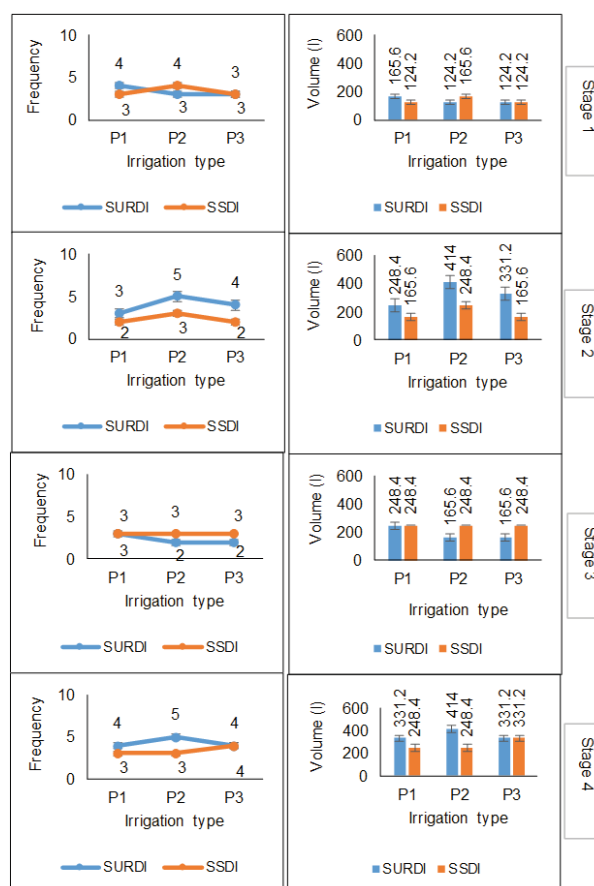 Frequency
10
5
0
4
4
3
3
3
3
P1
P2
P3
Irrigation type
SURDI
SSDI
Volume (l)
600
400
200
0
165.6
124.2
124.2
165.6
124.2
124.2
P1
P2
P3
Irrigation type
SURDI
SSDI
Stage 1
Frequency
10
5
0
3
5
4
2
3
2
P1
P2
P3
Irrigation type
SURDI
SSDI
Volume (l)
600
400
200
0
248.4
165.6
414
248.4
331.2
165.6
P1
P2
P3
Irrigation type
SURDI
SSDI
Stage 2
Frequency
10
5
0
3
3
3
3
2
2
P1
P2
P3
Irrigation type
SURDI
SSDI
Volume (l)
600
400
200
0
248.4
248.4
165.6
248.4
165.6
248.4
P1
P2
P3
Irrigation type
SURDI
SSDI
Stage 3
Frequency
10
5
0
4
5
4
3
3
4
P1
P2
P3
Irrigation type
SURDI
SSDI
Volume (l)
600
400
200
0
331.2
248.4
414
248.4
331.2
331.2
P1
P2
P3
Irrigation type
SURDI
SSDI
Stage 4